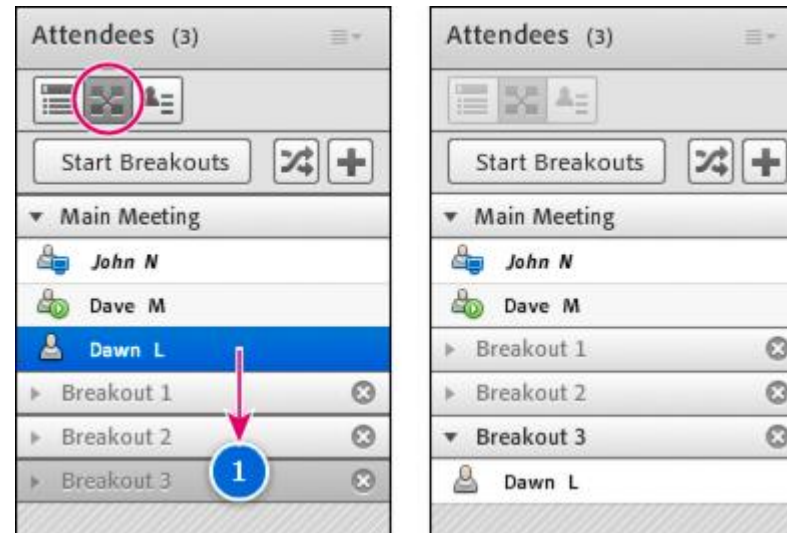 Attendees (3)
Start Breakouts
Main Meeting
John N
Dave M
Dawn L
Breakout 1
Breakout 2
Breakout 3
1
Attendees (3)
Start Breakouts
Main Meeting
John N
Dave M
Breakout 1
Breakout 2
Breakout 3
Dawn L